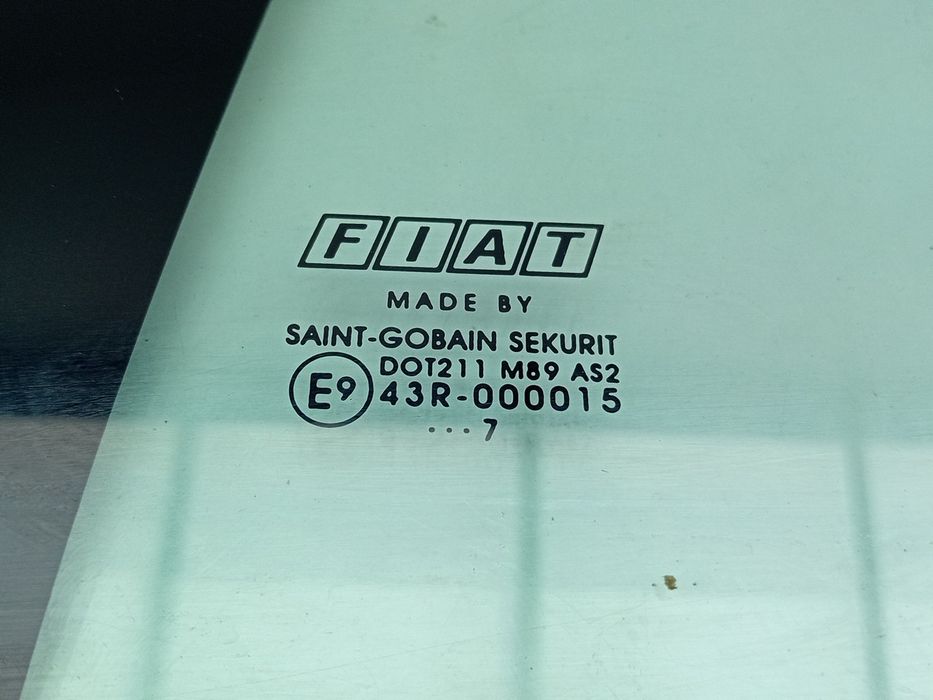 FIAT
MADE BY
SAINT-GOBAIN SEKURIT
DOT211 M89 AS2
E9 43R-000015
... 7